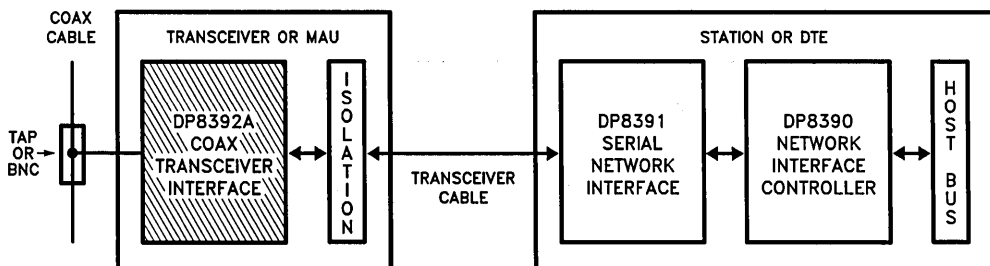 COAX
CABLE
TRANSCEIVER OR MAU
STATION OR DTE
TAP
OR
BNC
DP8392A
COAX
TRANSCEIVER
INTERFACE
ISOLATION
TRANSCEIVER
CABLE
DP8391
SERIAL
NETWORK
INTERFACE
DP8390
NETWORK
INTERFACE
CONTROLLER
HOST BUS